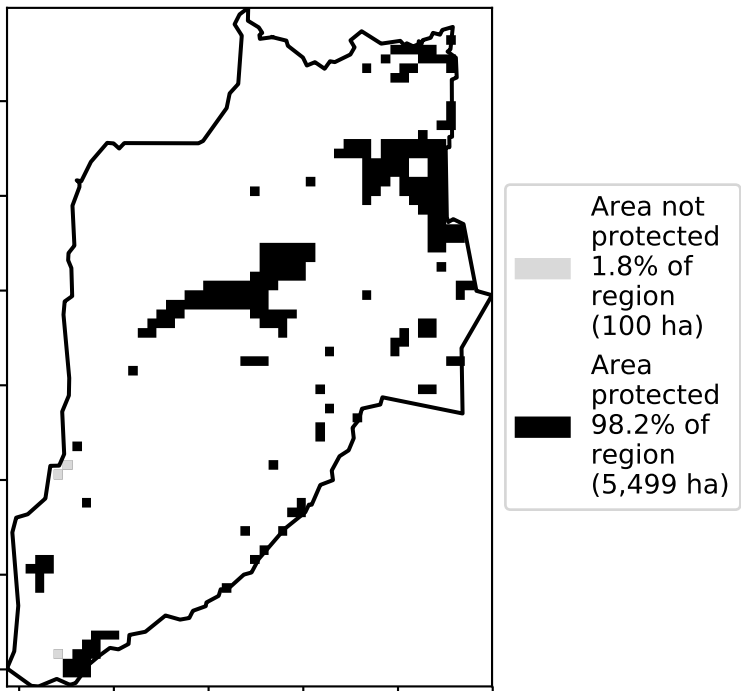 Area not
protected
1.8% of
region
(100 ha)
Area
protected
98.2% of
region
(5,499 ha)